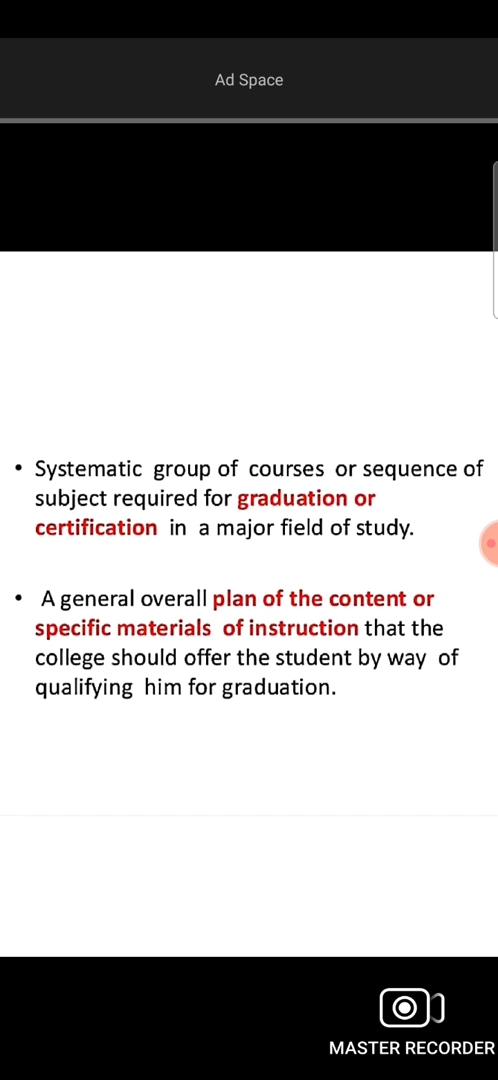 Ad Space
• Systematic group of courses or sequence of
subject required for graduation or
certification in a major field of study.
• A general overall plan of the content or
specific materials of instruction that the
college should offer the student by way of
qualifying him for graduation.
MASTER RECORDER